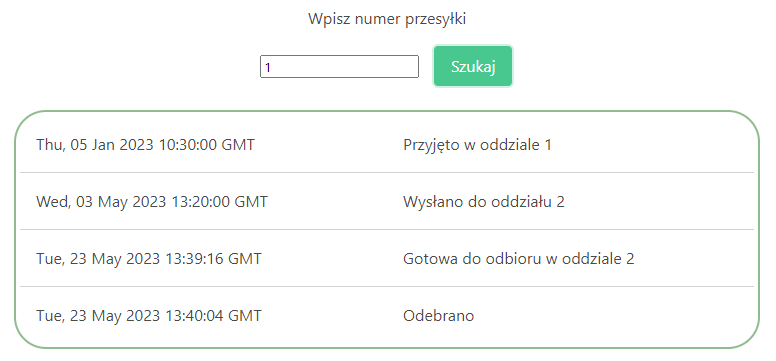 Wpisz numer przesyłki
1 Szukaj
Thu, 05 Jan 2023 10:30:00 GMT Przyjęto w oddziale 1
Wed, 03 May 2023 13:20:00 GMT Wysłano do oddziału 2
Tue, 23 May 2023 13:39:16 GMT Gotowa do odbioru w oddziale 2
Tue, 23 May 2023 13:40:04 GMT Odebrano